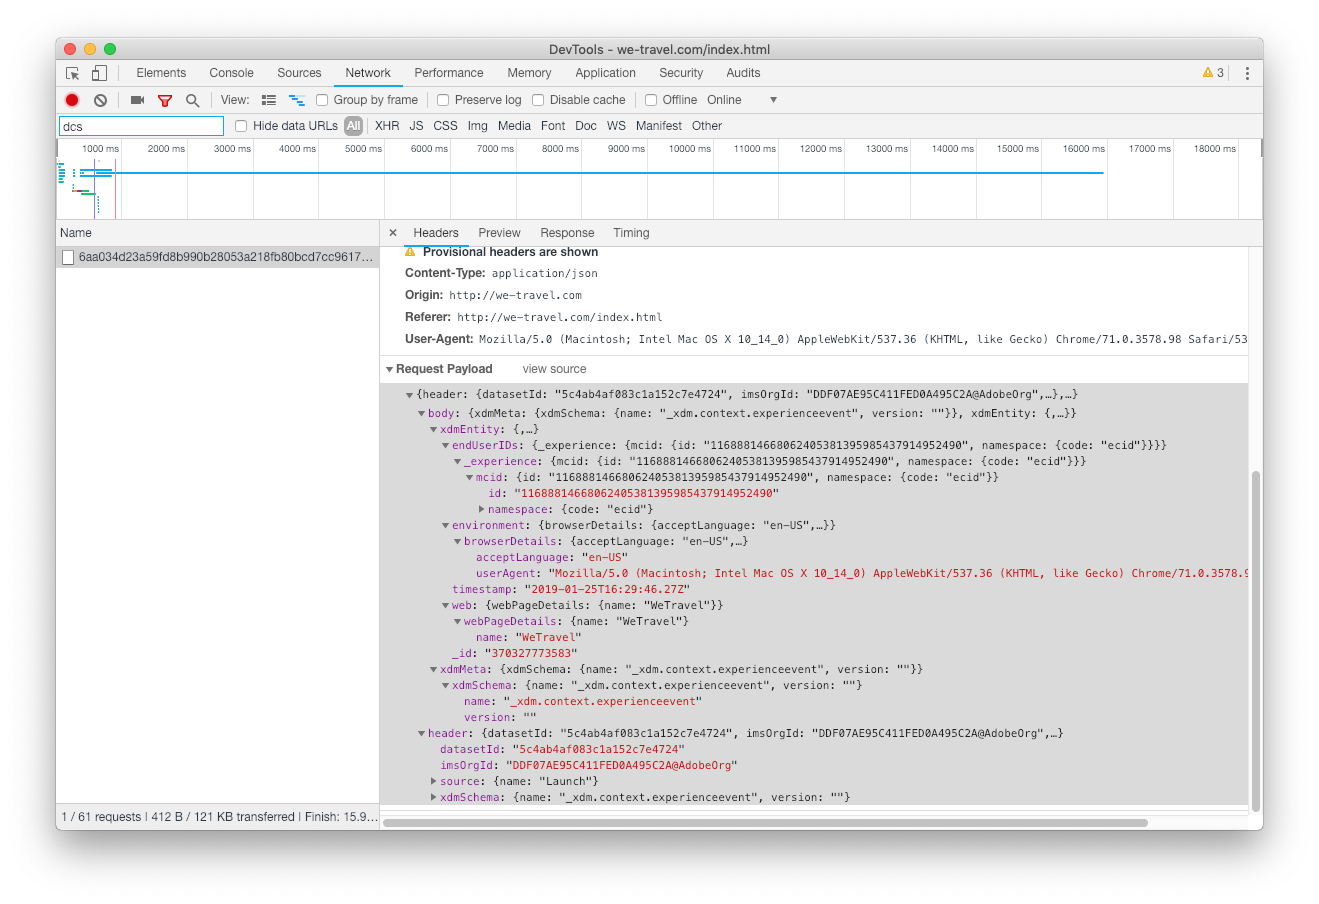 DevTools - we-travel.com/index.html
Elements Console Sources Network Performance Memory Application Security Audits 3
View: Group by frame Preserve log Disable cache Offline Online
dcs Hide data URLs All XHR JS CSS Img Media Font Doc WS Manifest Other
1000 ms 2000 ms 3000 ms 4000 ms 5000 ms 6000 ms 7000 ms 8000 ms 9000 ms 10000 ms 11000 ms 12000 ms 13000 ms 14000 ms 15000 ms 16000 ms 17000 ms 18000 ms
Name
6aa034d23a59fd8b990b28053a218fb80bcd7cc9617...
1 / 61 requests | 412 B / 121 KB transferred | Finish: 15.9...
× Headers Preview Response Timing
Provisional headers are shown
Content-Type: application/json
Origin: http://we-travel.com
Referer: http://we-travel.com/index.html
User-Agent: Mozilla/5.0 (Macintosh; Intel Mac OS X 10_14_0) AppleWebKit/537.36 (KHTML, like Gecko) Chrome/71.0.3578.98 Safari/53
Request Payload view source
{header: {datasetId: "5c4ab4af083c1a152c7e4724", imsOrgId: "DDF07AE95C411FED0A495C2A@AdobeOrg",…},…}
body: {xdmMeta: {xdmSchema: {name: "_xdm.context.experienceevent", version: ""}}, xdmEntity: {,…}}
xdmEntity: {,…}
endUserIDs: {_experience: {mcid: {id: "11688814668062405381395985437914952490", namespace: {code: "ecid"}}}}
_experience: {mcid: {id: "11688814668062405381395985437914952490", namespace: {code: "ecid"}}}
mcid: {id: "11688814668062405381395985437914952490", namespace: {code: "ecid"}}
id: "11688814668062405381395985437914952490"
namespace: {code: "ecid"}
environment: {browserDetails: {acceptLanguage: "en-US",…}}
browserDetails: {acceptLanguage: "en-US",…}
acceptLanguage: "en-US"
userAgent: "Mozilla/5.0 (Macintosh; Intel Mac OS X 10_14_0) AppleWebKit/537.36 (KHTML, like Gecko) Chrome/71.0.3578.9
timestamp: "2019-01-25T16:29:46.27Z"
web: {webPageDetails: {name: "WeTravel"}}
webPageDetails: {name: "WeTravel"}
name: "WeTravel"
_id: "370327773583"
xdmMeta: {xdmSchema: {name: "_xdm.context.experienceevent", version: ""}}
xdmSchema: {name: "_xdm.context.experienceevent", version: ""}
name: "_xdm.context.experienceevent"
version: ""
header: {datasetId: "5c4ab4af083c1a152c7e4724", imsOrgId: "DDF07AE95C411FED0A495C2A@AdobeOrg",…}
datasetId: "5c4ab4af083c1a152c7e4724"
imsOrgId: "DDF07AE95C411FED0A495C2A@AdobeOrg"
source: {name: "Launch"}
xdmSchema: {name: "_xdm.context.experienceevent", version: ""}